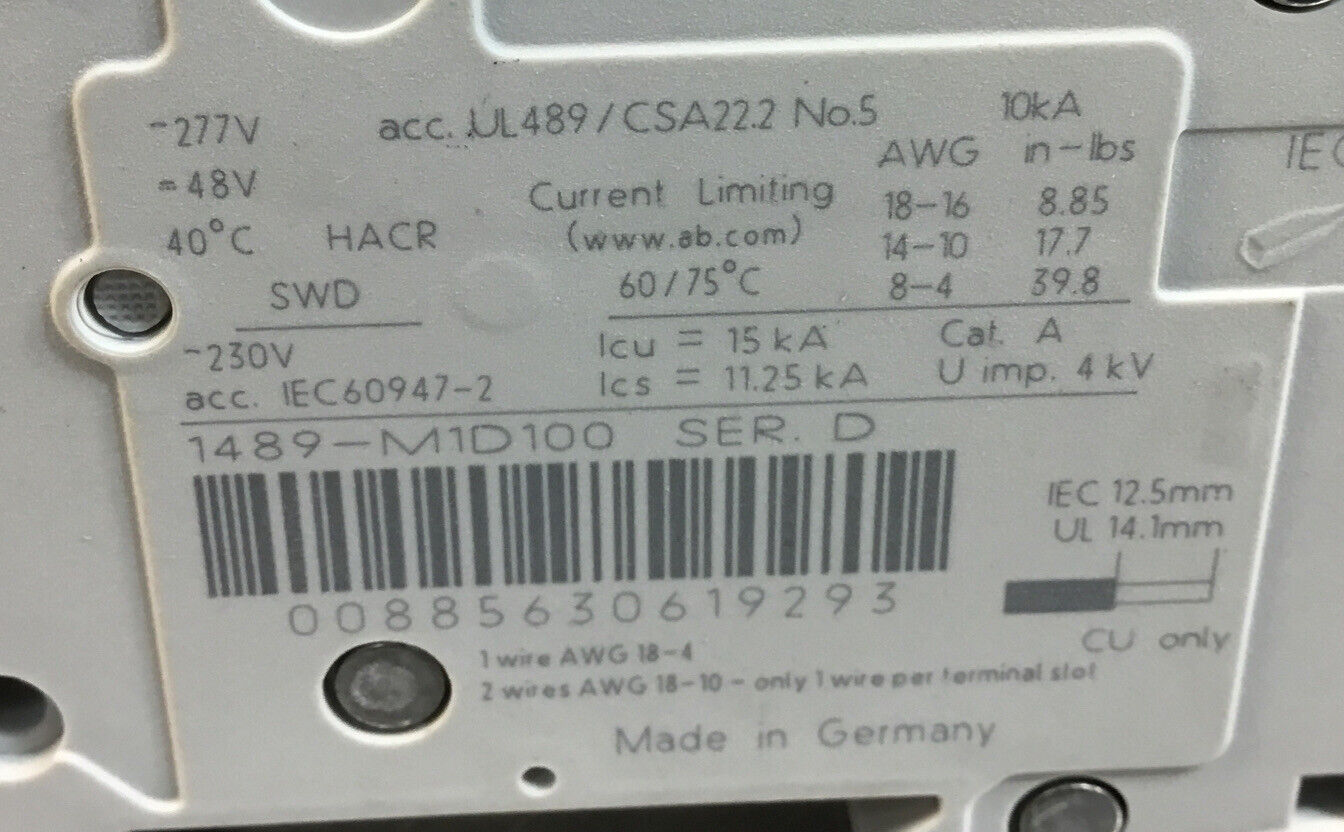 ~277V acc. UL489/CSA22.2 No.5 10kA
AWG in-lbs
=48V Current Limiting 18-16 8.85
40°C HACR (www.ab.com) 14-10 17.7
SWD 60/75°C 8-4 39.8
~230V Icu = 15 kA Cat. A
acc. IEC60947-2 Ics = 11.25 kA U imp. 4 kV
1489-M1D100 SER. D
IEC 12.5mm
UL 14.1mm
00885630619293
CU only
1 wire AWG 18-4
2 wires AWG 18-10 - only 1 wire per terminal slot
Made in Germany